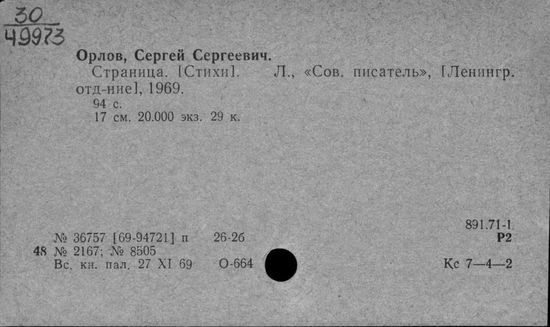 30
49973
Орлов, Сергей Сергеевич.
Страница. [Стихи]. Л., «Сов. писатель», [Ленингр.
отд-ние], 1969.
94 с.
17 см. 20.000 экз. 29 к.
891.71-1
№ 36757 [69-94721] п 26-2б Р2
48 № 2167; № 8505
Вс. кн. пал. 27 XI 69 О-664 Кс 7—4—2